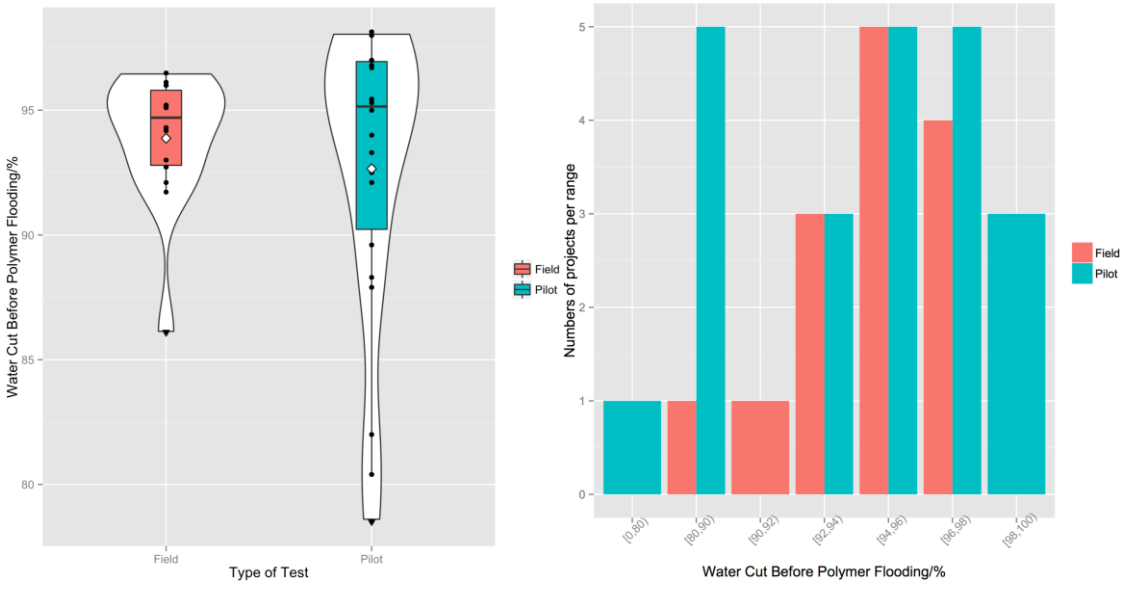 Water Cut Before Polymer Flooding/%
95
90
85
80
Field
Pilot
Type of Test
Field
Pilot
Numbers of projects per range
5
4
3
2
1
0
[0,80)
[80,90)
[90,92)
[92,94)
[94,96)
[96,98)
[98,100)
Water Cut Before Polymer Flooding/%
Field
Pilot